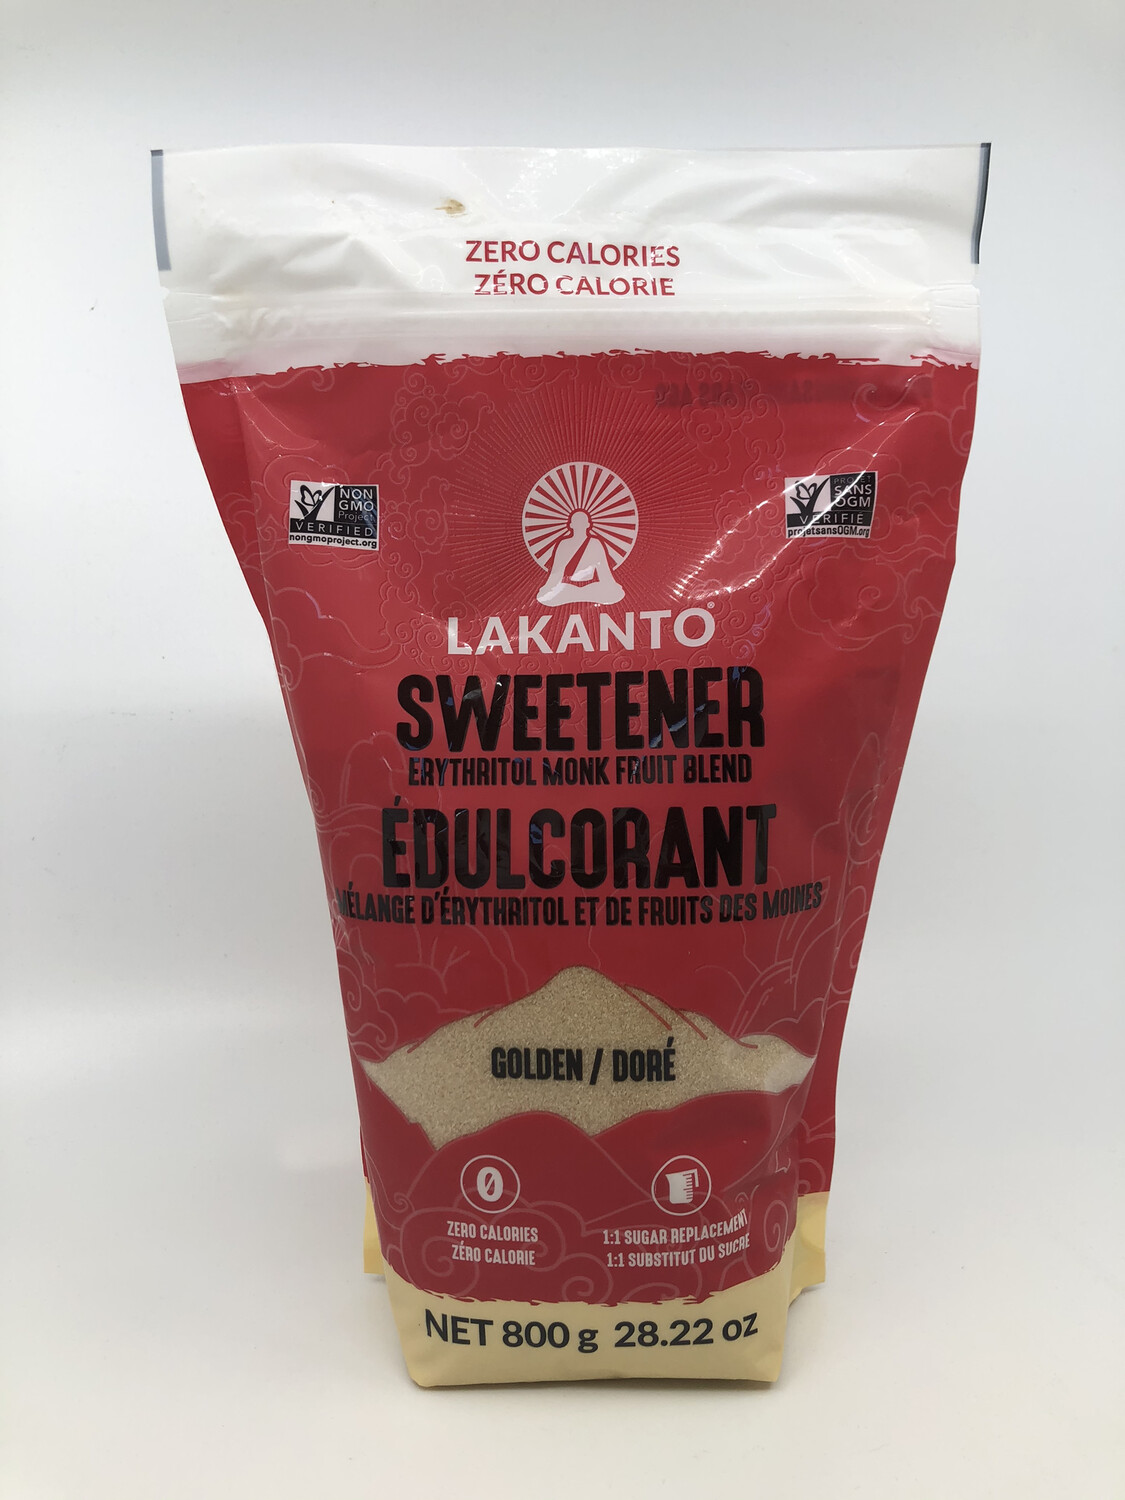 ZERO CALORIES
ZÉRO CALORIE
NON
GMO
Project
VERIFIED
nongmoproject.org
PROJET
SANS
OGM
VÉRIFIÉ
projetsansOGM.org
LAKANTO®
SWEETENER
ERYTHRITOL MONK FRUIT BLEND
ÉDULCORANT
MÉLANGE D'ÉRYTHRITOL ET DE FRUITS DES MOINES
GOLDEN / DORÉ
0
ZERO CALORIES
ZÉRO CALORIE
1:1 SUGAR REPLACEMENT
1:1 SUBSTITUT DU SUCRE
NET 800 g 28.22 oz